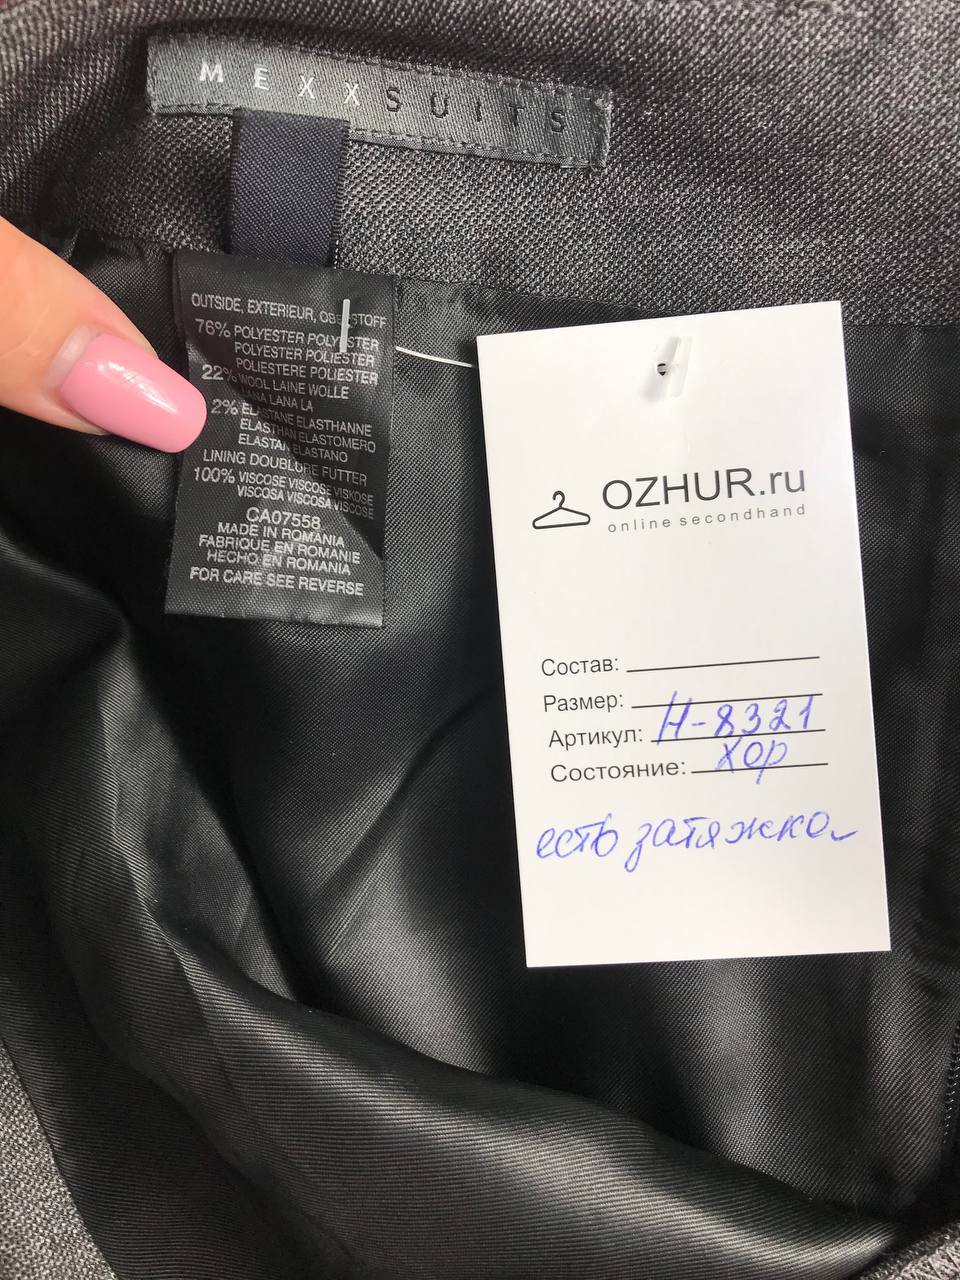 MEXXSUITS
OUTSIDE, EXTERIEUR, OBERSTOFF
76% POLYESTER POLYESTER
POLYESTER POLIESTER
POLIESTERE POLIESTER
22% WOOL LAINE WOLLE
LANA LANA LA
2% ELASTANE ELASTHANNE
ELASTHAN ELASTOMERO
ELASTAN ELASTANO
LINING DOUBLURE FUTTER
100% VISCOSE VISCOSE VISKOSE
VISCOSA VISCOSA VISCOSE
CA07558
MADE IN ROMANIA
FABRIQUE EN ROMANIE
HECHO EN ROMANIA
FOR CARE SEE REVERSE
OZHUR.ru
online secondhand
Состав:
Размер:
Артикул: Н-8321
Состояние: хор
есть затяжка